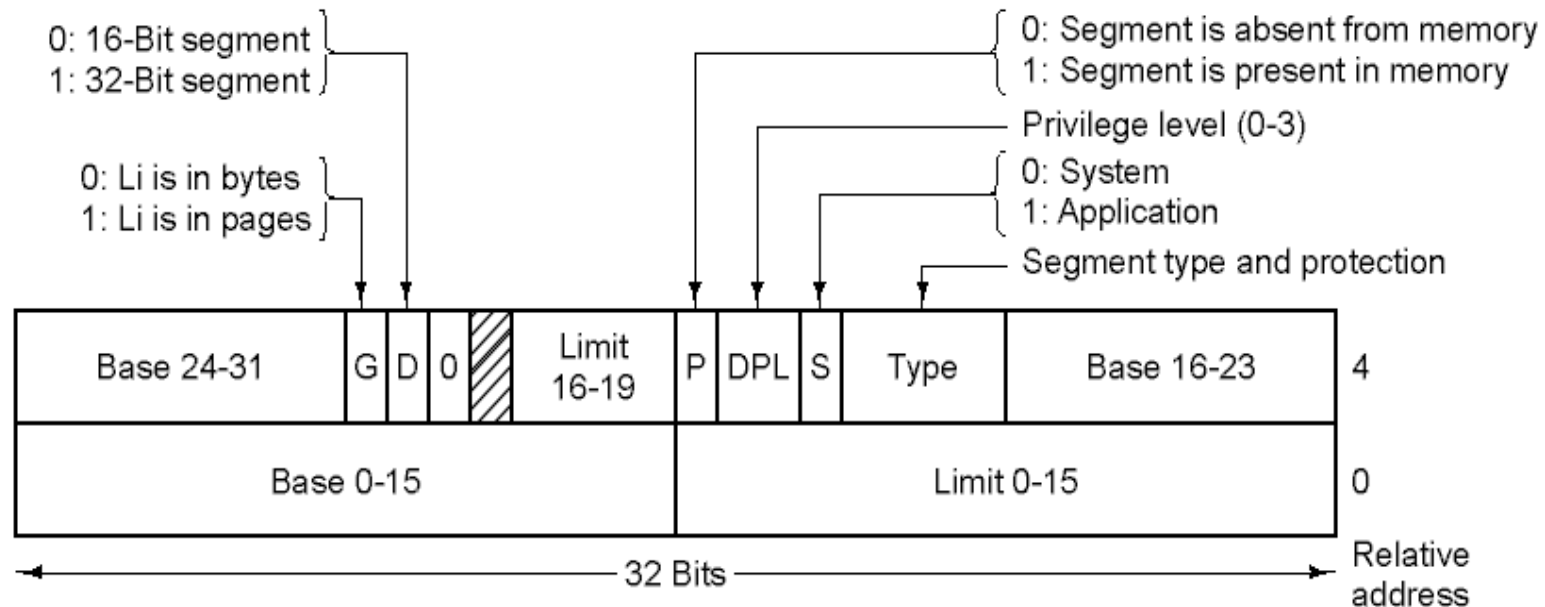 0: 16-Bit segment
1: 32-Bit segment
0: Li is in bytes
1: Li is in pages
0: Segment is absent from memory
1: Segment is present in memory
Privilege level (0-3)
0: System
1: Application
Segment type and protection
Base 24-31 G D 0 Limit 16-19 P DPL S Type Base 16-23 4
Base 0-15 Limit 0-15 0
32 Bits
Relative
address